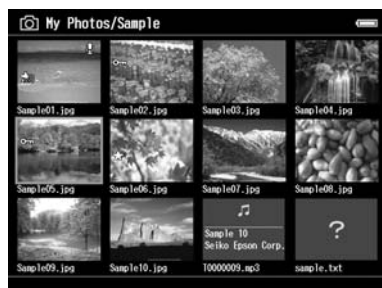 My Photos/Sample
Sample01.jpg
Sample02.jpg
Sample03.jpg
Sample04.jpg
Sample05.jpg
Sample06.jpg
Sample07.jpg
Sample08.jpg
Sample 10
Seiko Epson Corp.
Sample09.jpg
Sample10.jpg
10000009.mp3
sample.txt